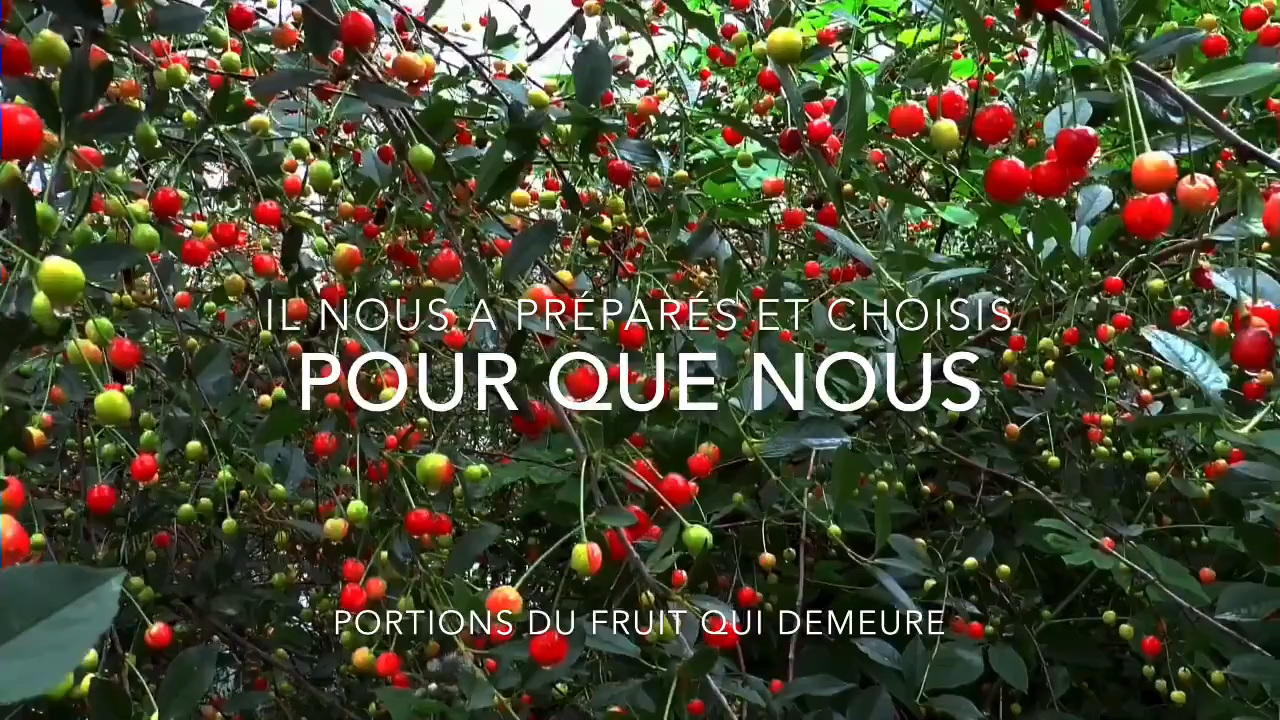 IL NOUS A PRÉPARÉS ET CHOISIS
POUR QUE NOUS
PORTIONS DU FRUIT QUI DEMEURE